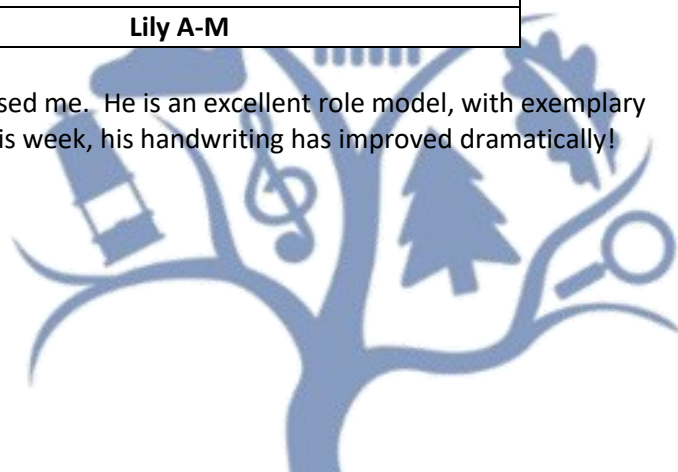 Lily A-M
sed me. He is an excellent role model, with exemplary
is week, his handwriting has improved dramatically!